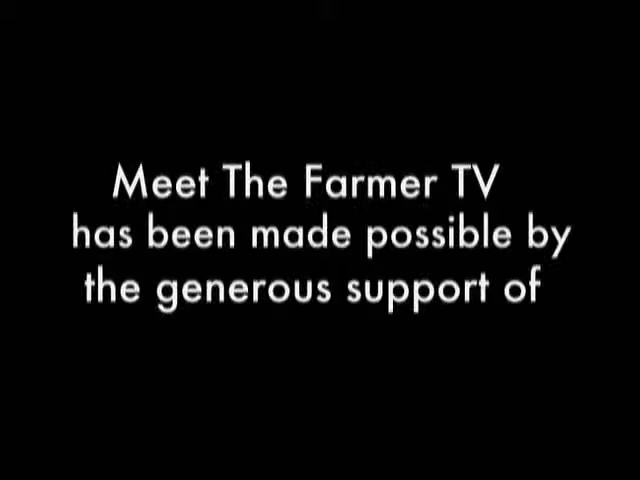 Meet The Farmer TV
has been made possible by
the generous support of